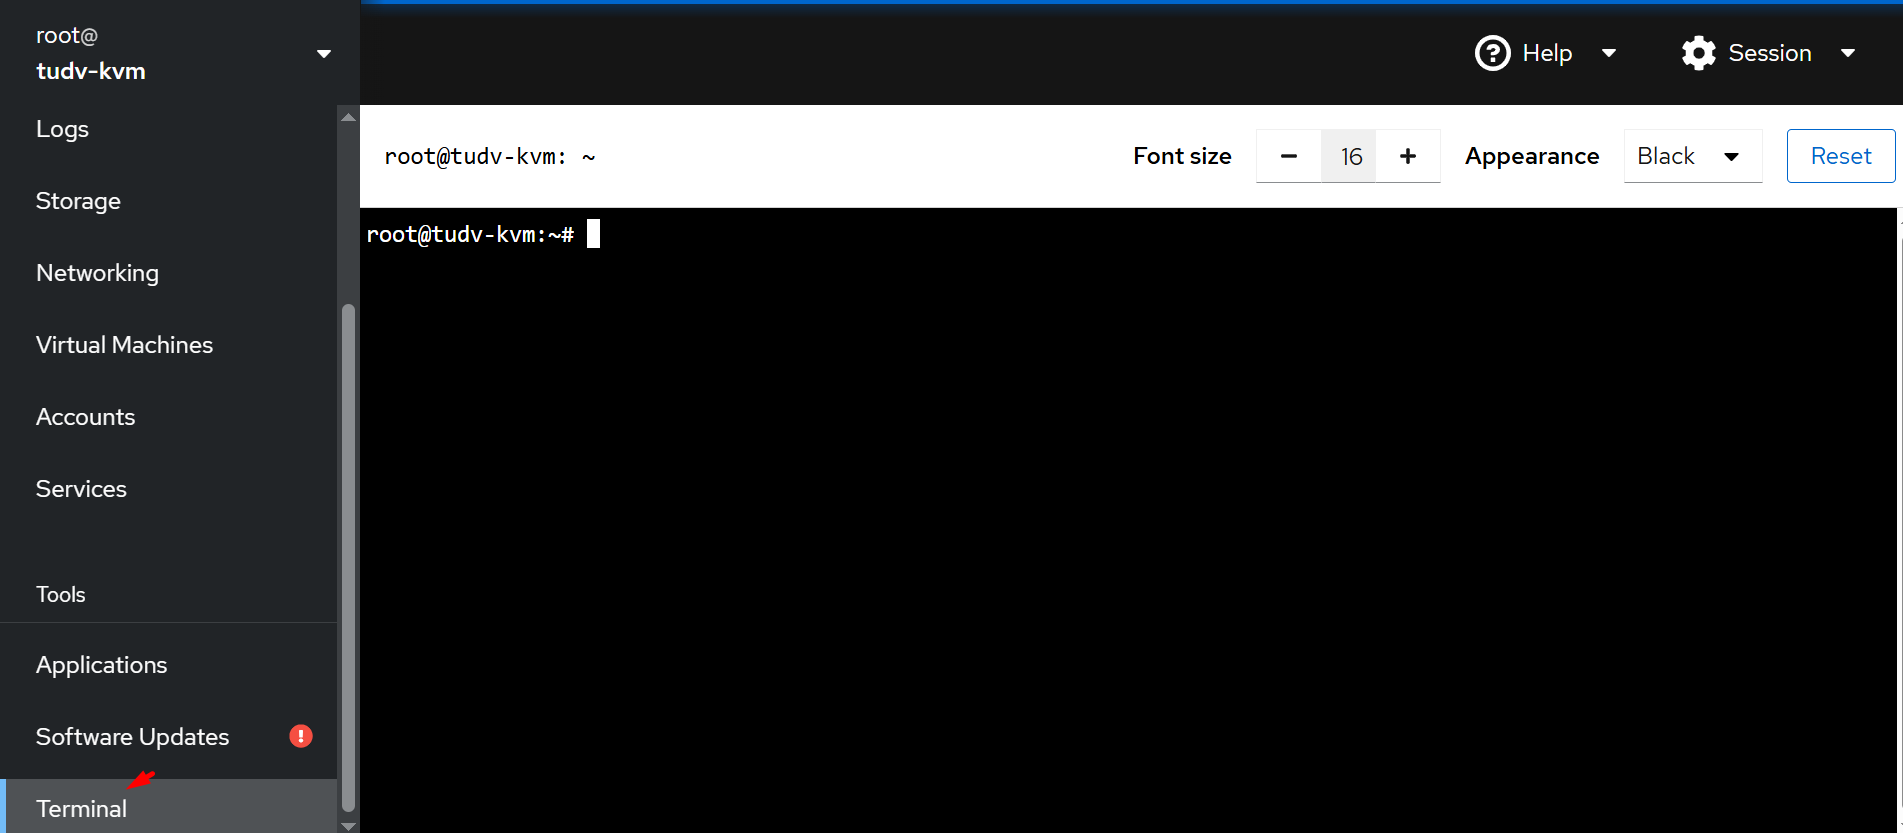 root@
tudv-kvm
Help
Session
Logs
Storage
Networking
Virtual Machines
Accounts
Services
Tools
Applications
Software Updates
Terminal
root@tudv-kvm: ~
Font size
16
Appearance
Black
Reset
root@tudv-kvm:~#